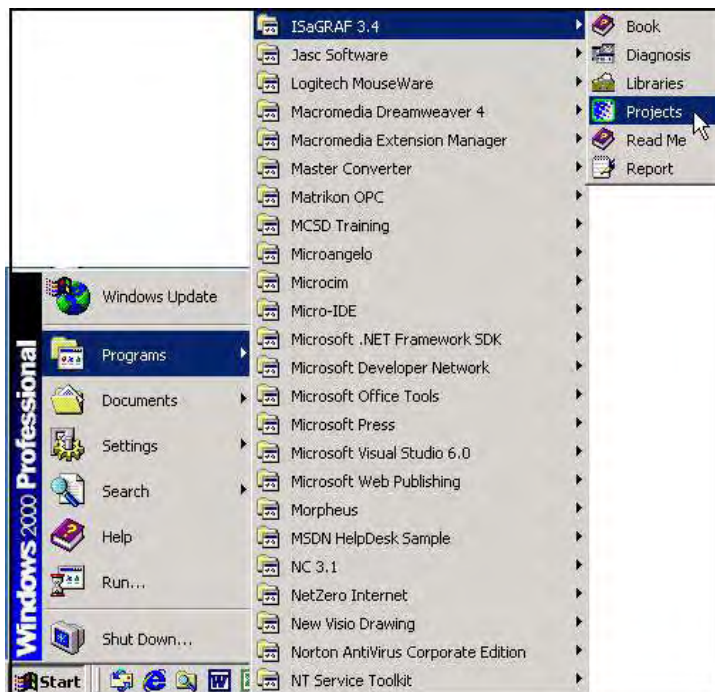 ISaGRAF 3.4
Jasc Software
Logitech MouseWare
Macromedia Dreamweaver 4
Macromedia Extension Manager
Master Converter
Matrikon OPC
MCSD Training
Microangelo
Microcim
Micro-IDE
Microsoft .NET Framework SDK
Microsoft Developer Network
Microsoft Office Tools
Microsoft Press
Microsoft Visual Studio 6.0
Microsoft Web Publishing
Morpheus
MSDN HelpDesk Sample
NC 3.1
NetZero Internet
New Visio Drawing
Norton AntiVirus Corporate Edition
NT Service Toolkit
Book
Diagnosis
Libraries
Projects
Read Me
Report
Windows Update
Programs
Documents
Settings
Search
Help
Run...
Shut Down...
Windows 2000 Professional
Start